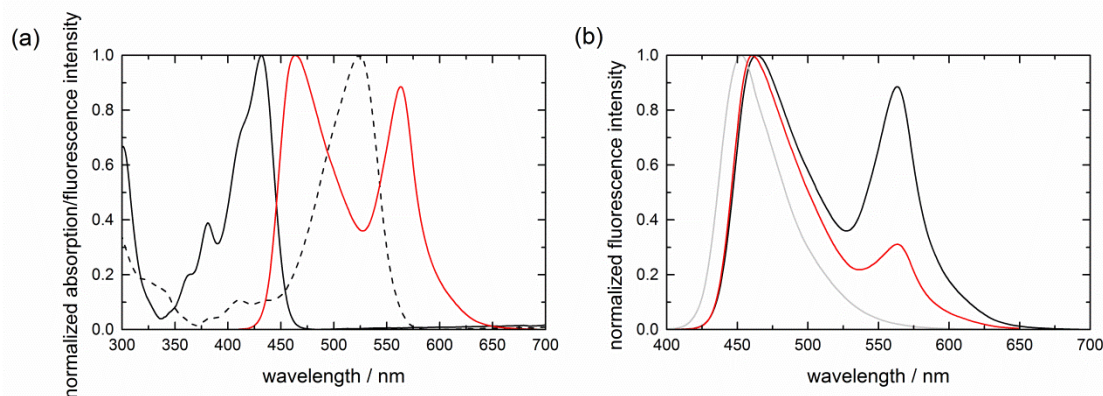 (a)
normalized absorption/fluorescence intensity
1.0
0.8
0.6
0.4
0.2
0.0
300 350 400 450 500 550 600 650 700
wavelength / nm
(b)
normalized fluorescence intensity
1.0
0.8
0.6
0.4
0.2
0.0
400 450 500 550 600 650 700
wavelength / nm